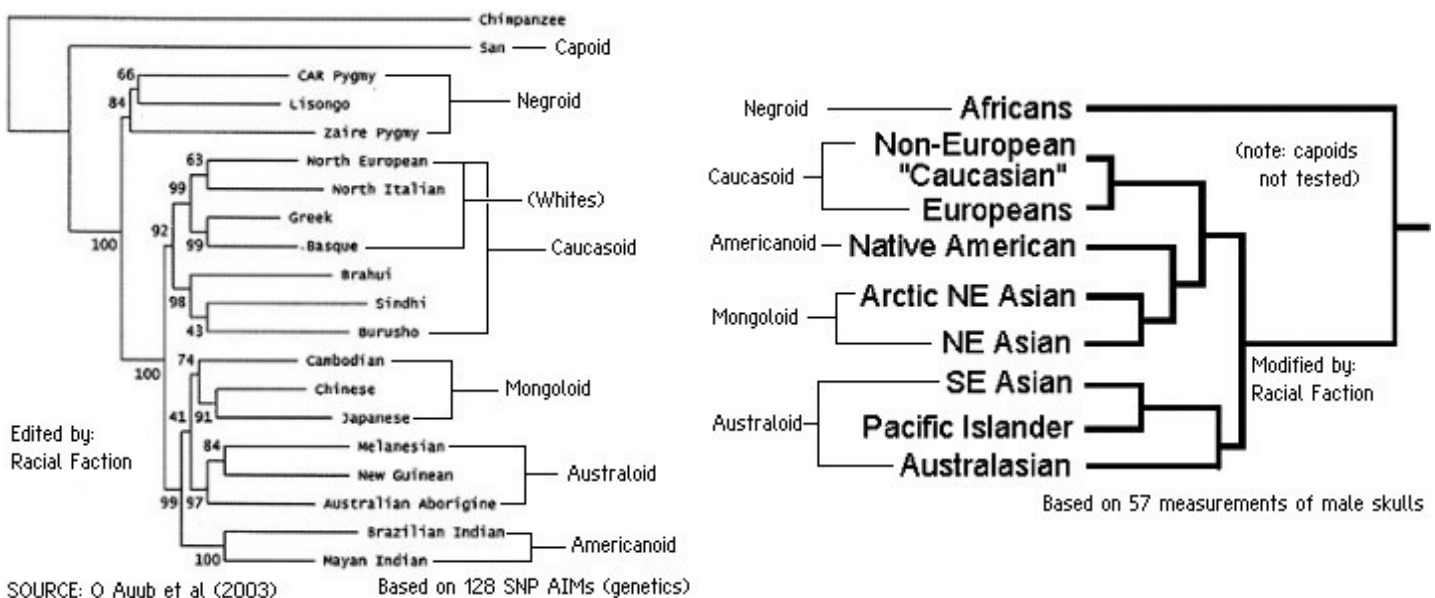 Chimpanzee
San
Capoid
66
CAR Pygmy
84
Lisongo
Negroid
Zaire Pygmy
63
North European
99
North Italian
(Whites)
Greek
92
99
Basque
Caucasoid
100
Brahui
98
Sindhi
43
Burusho
100
74
Cambodian
Chinese
Mongoloid
41
91
Japanese
Edited by:
Racial Faction
84
Melanesian
New Guinean
Australoid
99
97
Australian Aborigine
Brazilian Indian
Americanoid
100
Mayan Indian
SOURCE: Q Ayub et al (2003)
Based on 128 SNP AIMs (genetics)
Negroid
Africans
Non-European
"Caucasian"
(note: capoids
not tested)
Caucasoid
Europeans
Americanoid
Native American
Arctic NE Asian
Mongoloid
NE Asian
Modified by:
Racial Faction
SE Asian
Australoid
Pacific Islander
Australasian
Based on 57 measurements of male skulls